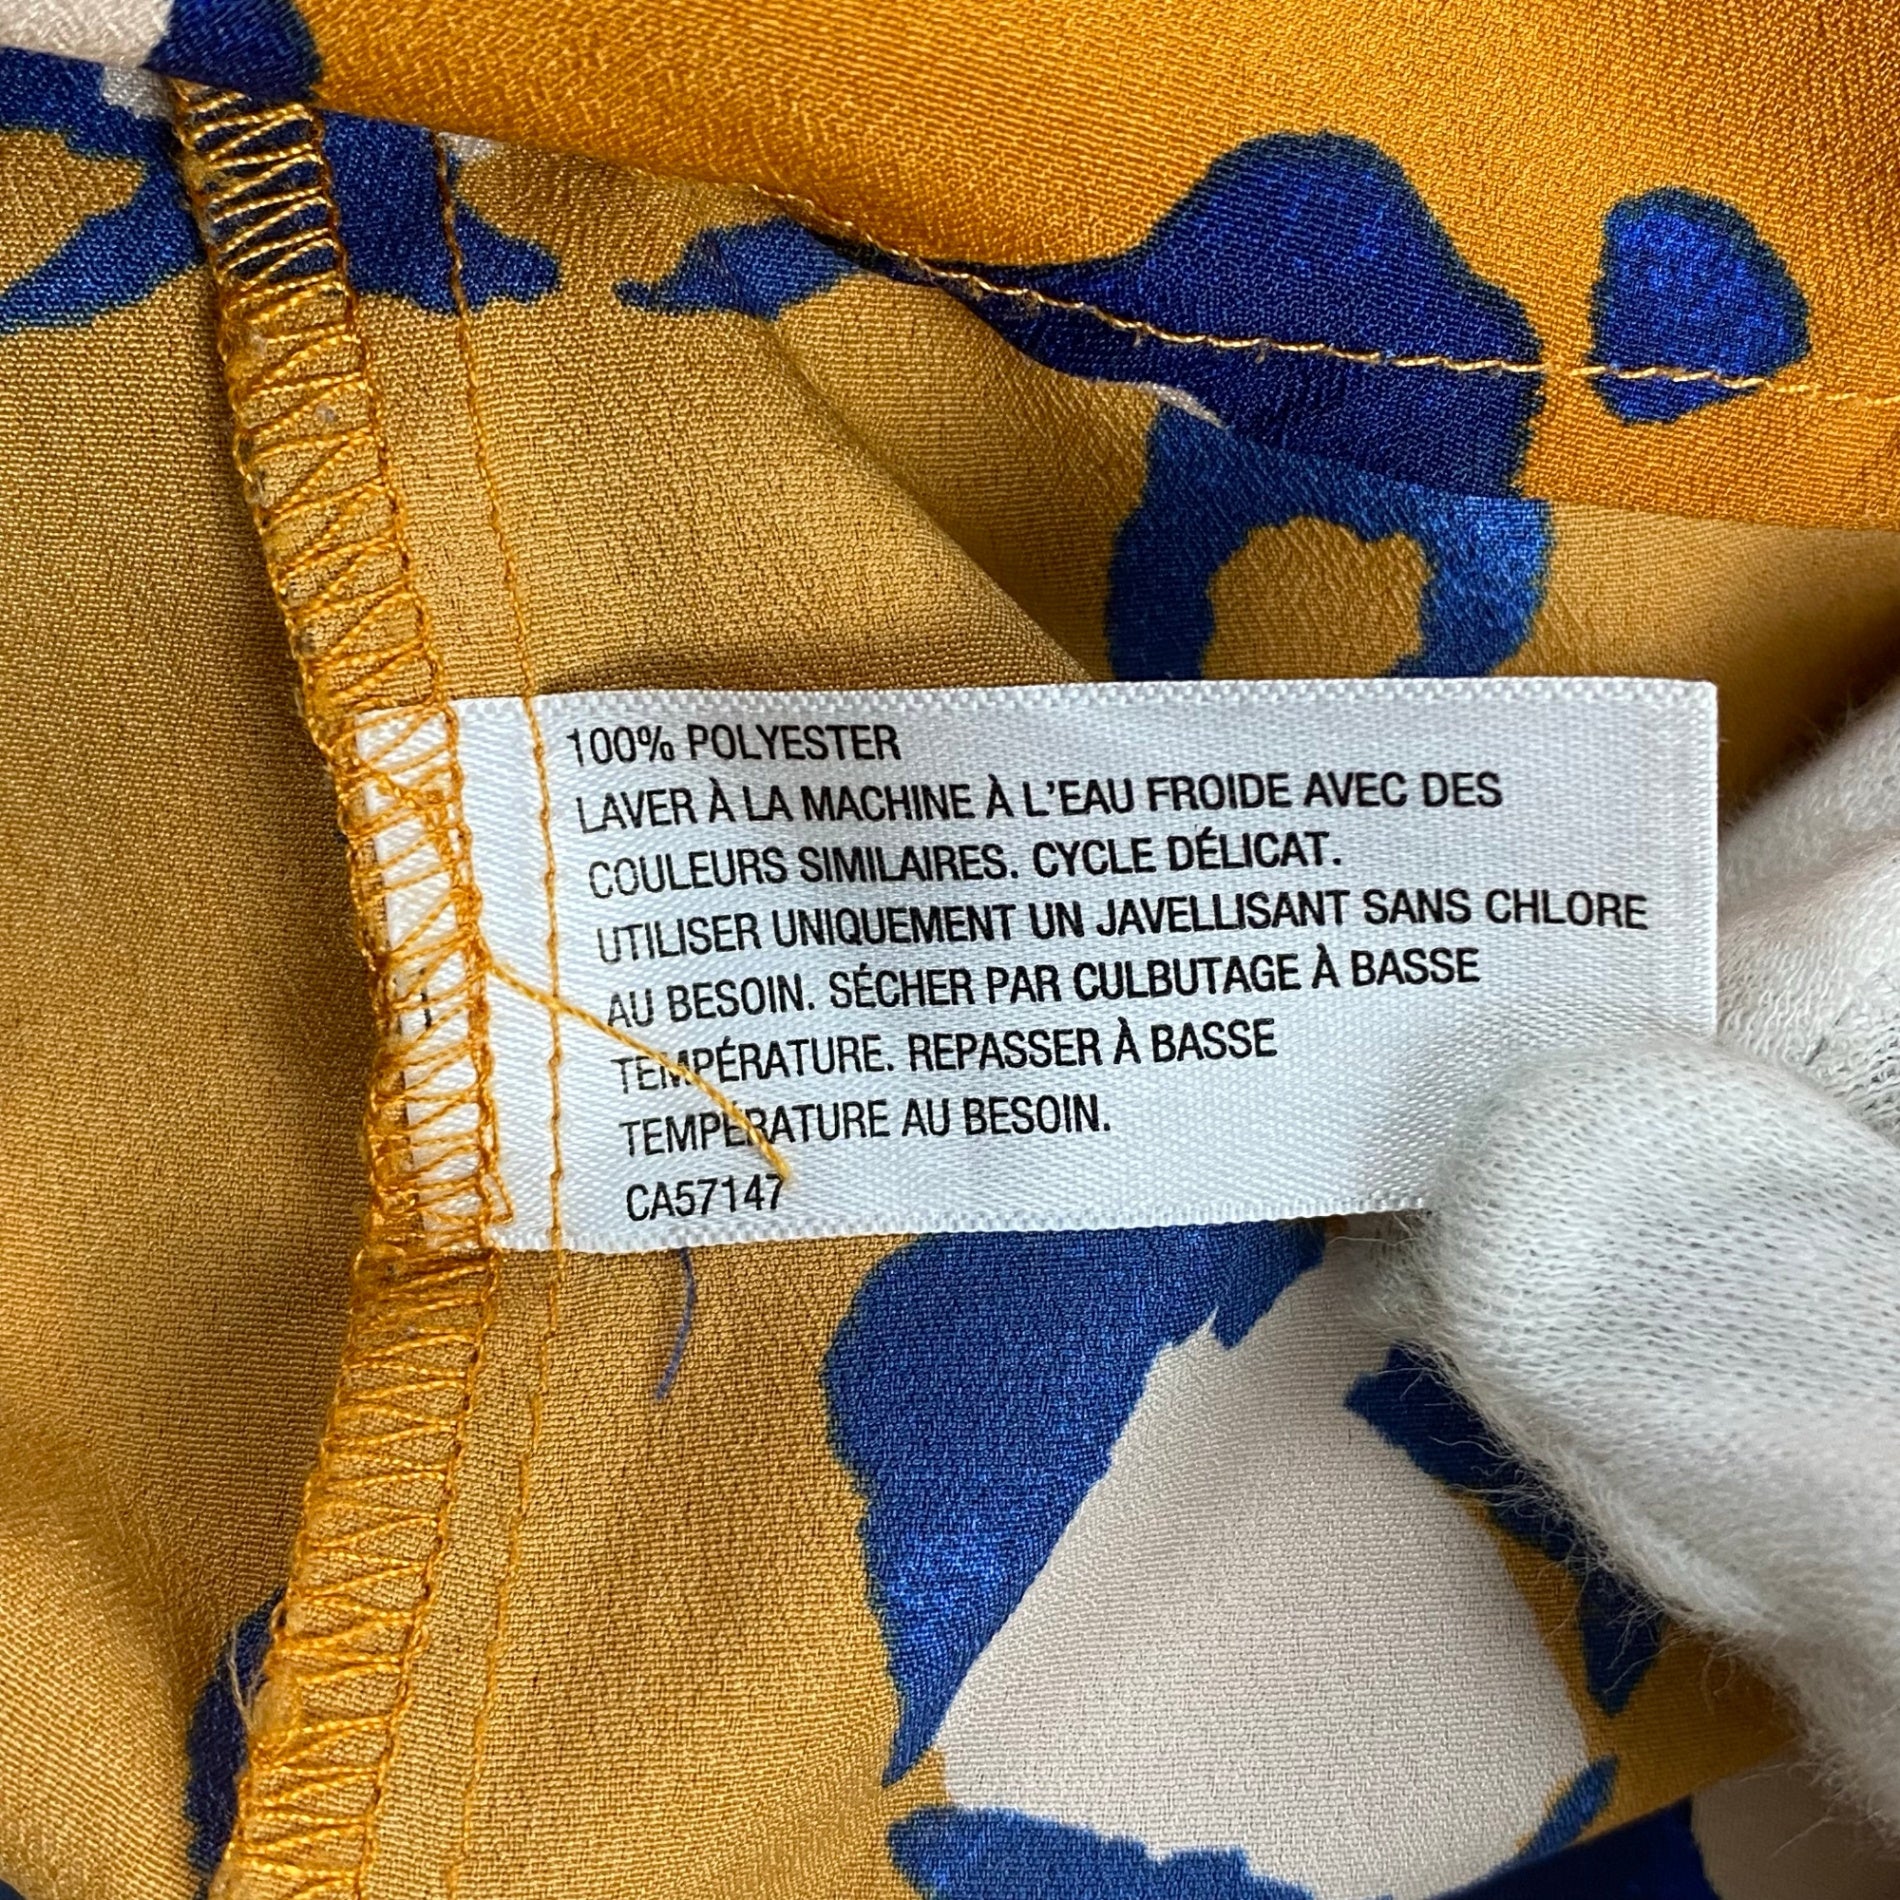 100% POLYESTER
LAVER À LA MACHINE À L'EAU FROIDE AVEC DES
COULEURS SIMILAIRES. CYCLE DÉLICAT.
UTILISER UNIQUEMENT UN JAVELLISANT SANS CHLORE
AU BESOIN. SÉCHER PAR CULBUTAGE À BASSE
TEMPÉRATURE. REPASSER À BASSE
TEMPÉRATURE AU BESOIN.
CA57147